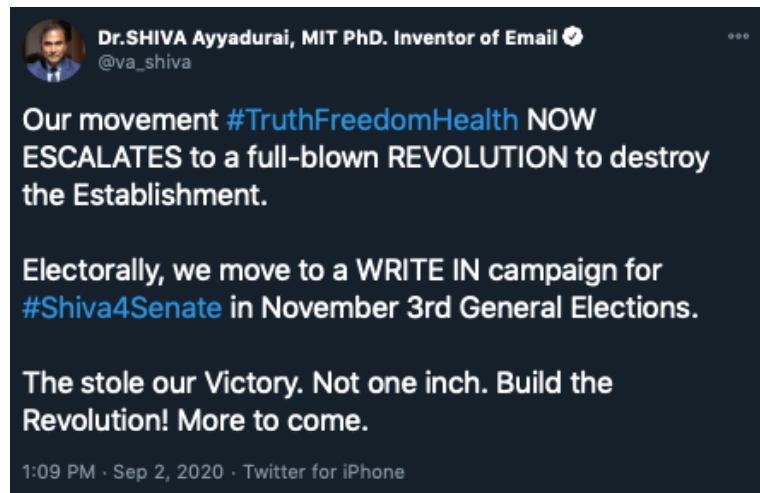 Dr.SHIVA Ayyadurai, MIT PhD. Inventor of Email
@va_shiva
Our movement #TruthFreedomHealth NOW
ESCALATES to a full-blown REVOLUTION to destroy
the Establishment.
Electorally, we move to a WRITE IN campaign for
#Shiva4Senate in November 3rd General Elections.
The stole our Victory. Not one inch. Build the
Revolution! More to come.
1:09 PM · Sep 2, 2020 · Twitter for iPhone